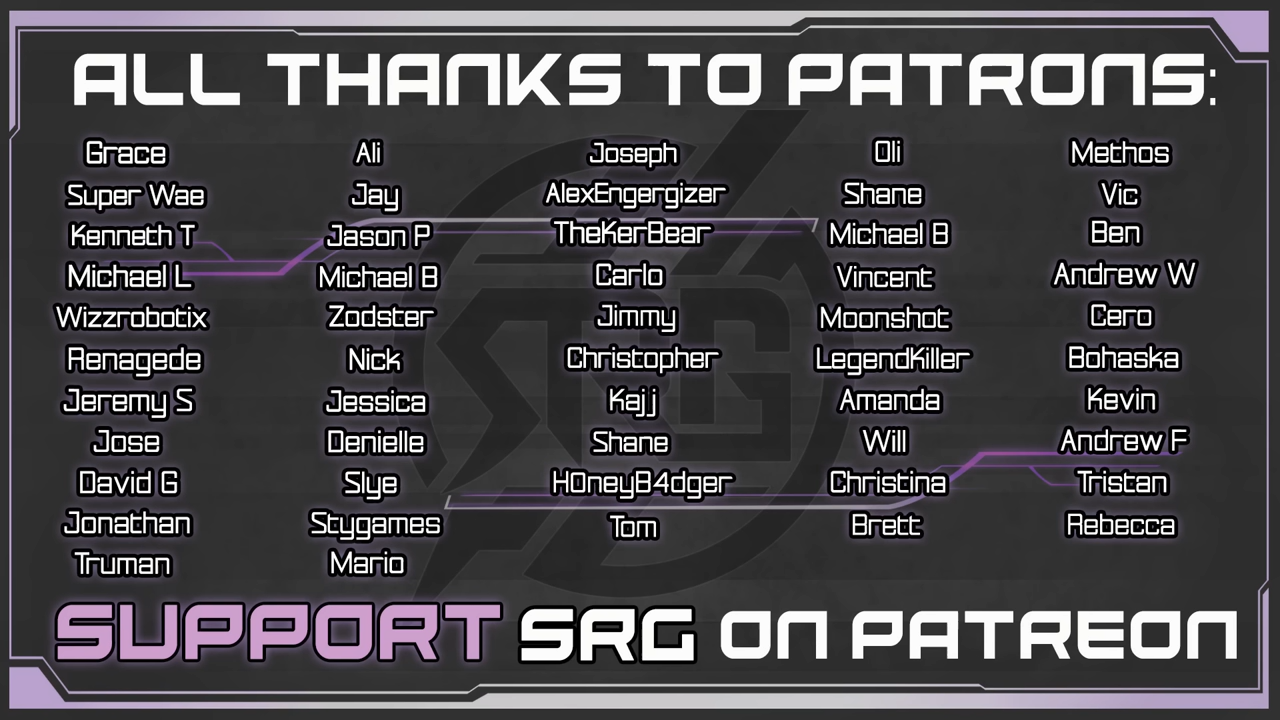 ALL THANKS TO PATRONS:
Grace
Super Wae
Kenneth T
Michael L
Wizzrobotix
Renagede
Jeremy S
Jose
David G
Jonathan
Truman
Ali
Jay
Jason P
Michael B
Zodster
Nick
Jessica
Denielle
Slye
Stygames
Mario
Joseph
AlexEngergizer
TheKerBear
Carlo
Jimmy
Christopher
Kajj
Shane
H0neyB4dger
Tom
Oli
Shane
Michael B
Vincent
Moonshot
LegendKiller
Amanda
Will
Christina
Brett
Methos
Vic
Ben
Andrew W
Cero
Bohaska
Kevin
Andrew F
Tristan
Rebecca
SRG
SUPPORT SRG ON PATREON